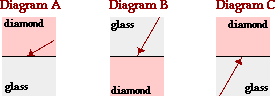 Diagram A
Diagram B
Diagram C
diamond
glass
diamond
glass
diamond
glass